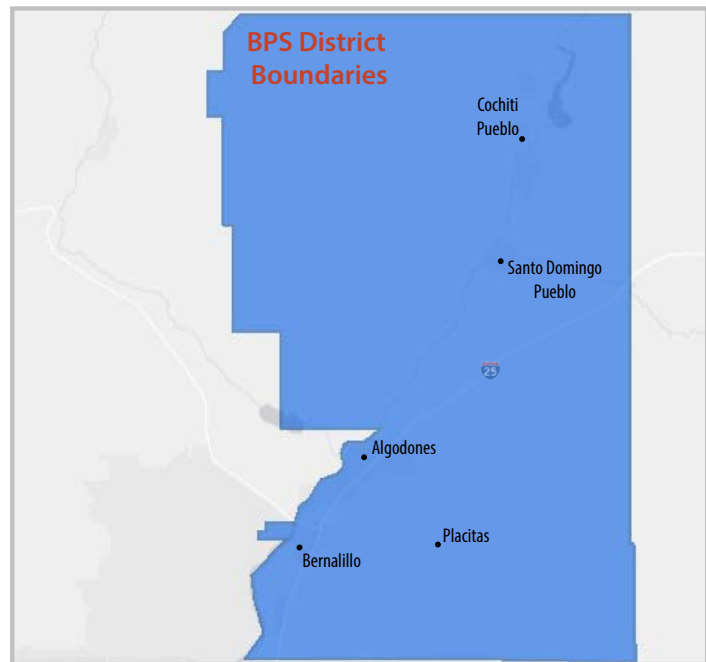 BPS District
Boundaries
Cochiti
Pueblo
Santo Domingo
Pueblo
25
Algodones
Placitas
Bernalillo